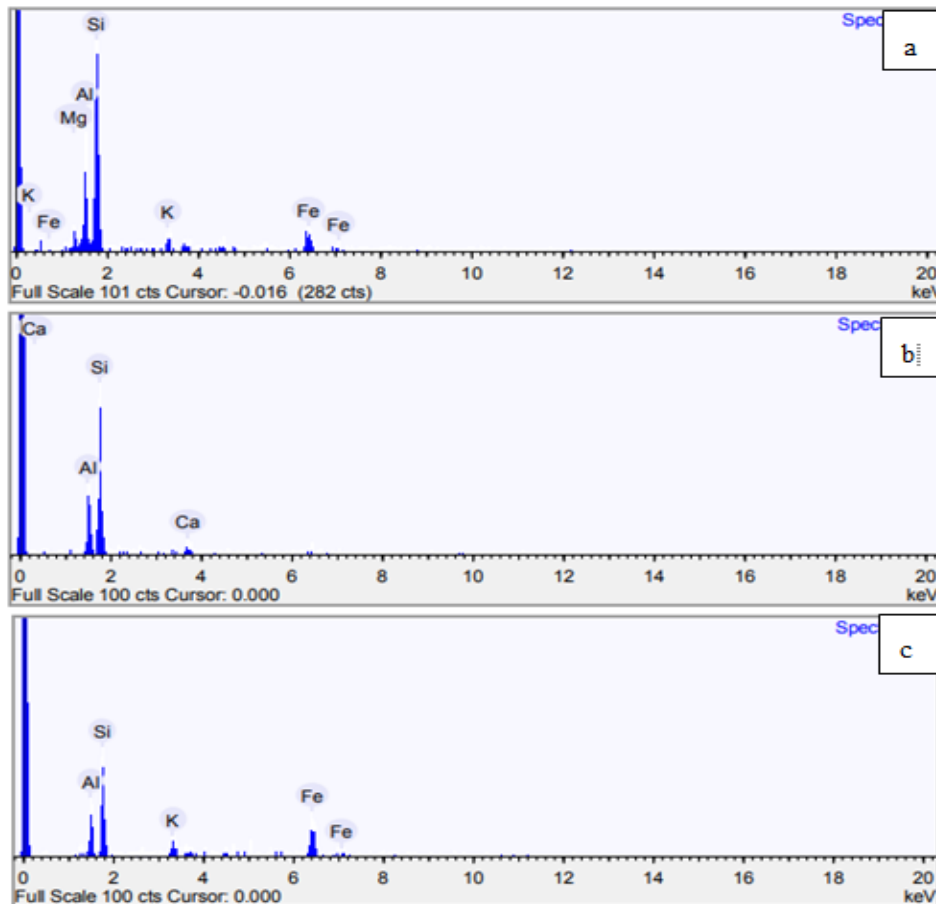 Spec
a
Si
Al
Mg
K
Fe
K
Fe
Fe
0 2 4 6 8 10 12 14 16 18 20
Full Scale 101 cts Cursor: -0.016 (282 cts)
keV
Spec
b
Ca
Si
Al
Ca
0 2 4 6 8 10 12 14 16 18 20
Full Scale 100 cts Cursor: 0.000
keV
Spec
c
Si
Al
K
Fe
Fe
0 2 4 6 8 10 12 14 16 18 20
Full Scale 100 cts Cursor: 0.000
keV